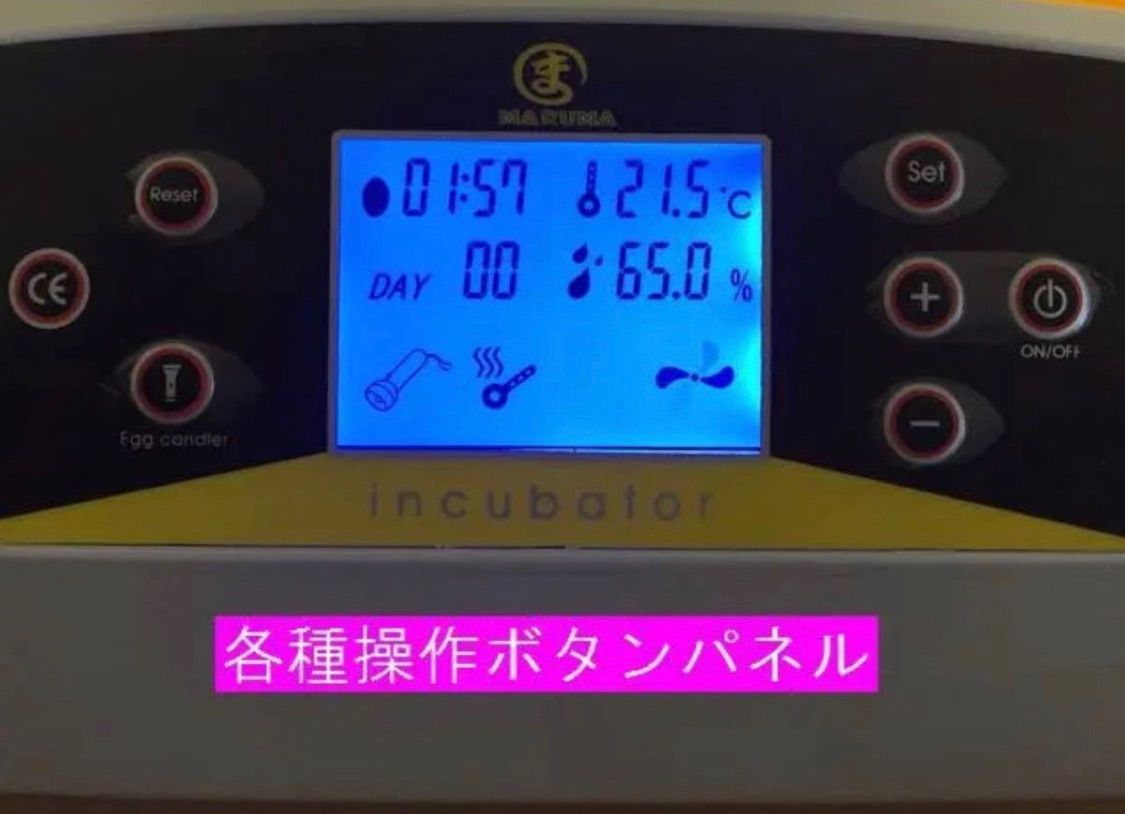 ま
MARUMA
Reset
01:57
21.5 °C
Set
CE
DAY 00
65.0 %
+
ON/OFF
Egg candler
−
incubator
各種操作ボタンパネル